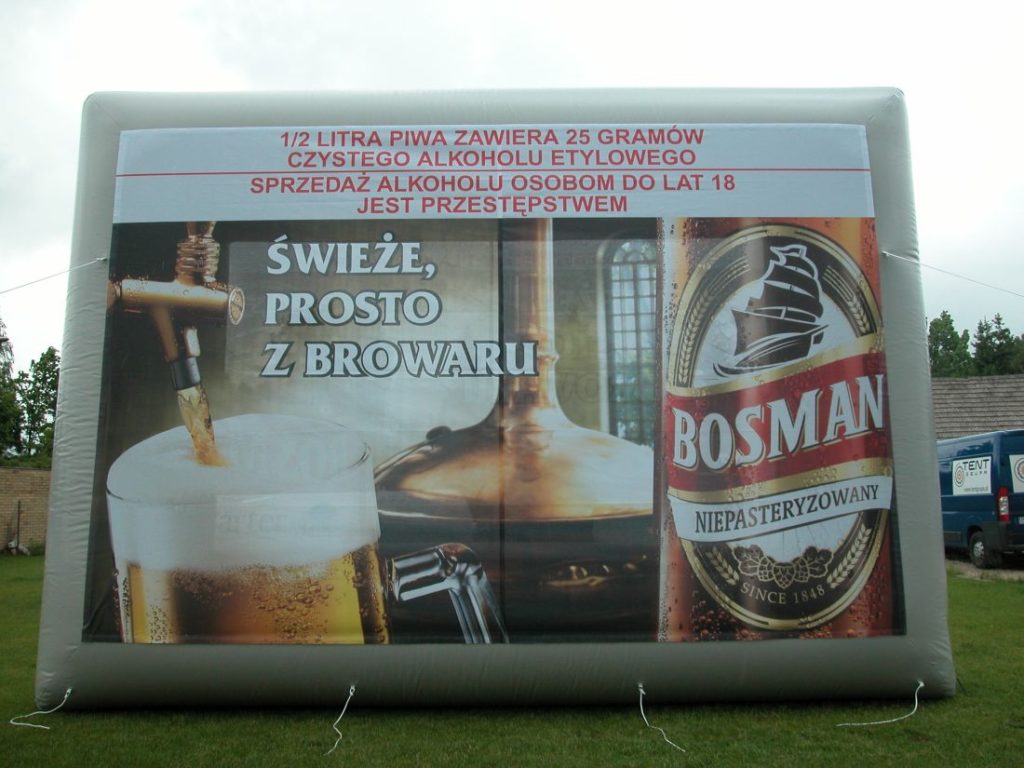 1/2 LITRA PIWA ZAWIERA 25 GRAMÓW
CZYSTEGO ALKOHOLU ETYLOWEGO
SPRZEDAŻ ALKOHOLU OSOBOM DO LAT 18
JEST PRZESTĘPSTWEM
ŚWIEŻE,
PROSTO
Z BROWARU
BOSMAN
NIEPASTERYZOWANY
SINCE 1848
TENT